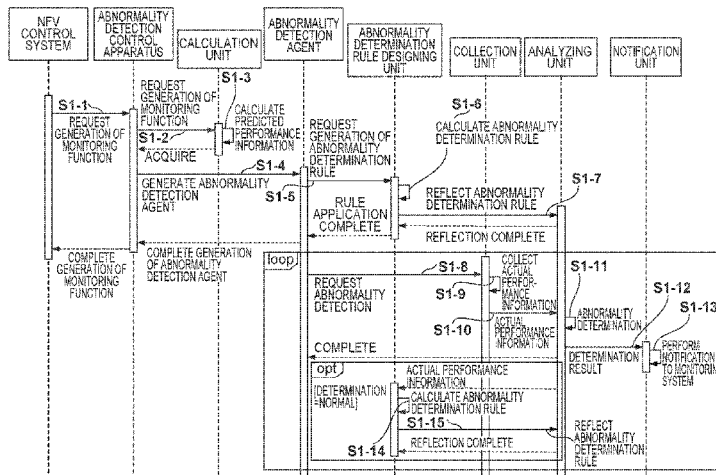 NFV
CONTROL
SYSTEM
ABNORMALITY
DETECTION
CONTROL
APPARATUS
CALCULATION
UNIT
ABNORMALITY
DETECTION
AGENT
ABNORMALITY
DETERMINATION
RULE DESIGNING
UNIT
COLLECTION
UNIT
ANALYZING
UNIT
NOTIFICATION
UNIT
S1-1
REQUEST
GENERATION OF
MONITORING
FUNCTION
REQUEST
GENERATION OF
MONITORING
FUNCTION
S1-2
S1-3
CALCULATE
PREDICTED
PERFORMANCE
INFORMATION
ACQUIRE
S1-4
GENERATE ABNORMALITY
DETECTION
AGENT
S1-5
REQUEST
GENERATION OF
ABNORMALITY
DETERMINATION
RULE
S1-6
CALCULATE ABNORMALITY
DETERMINATION RULE
REFLECT ABNORMALITY
DETERMINATION RULE
S1-7
RULE
APPLICATION
COMPLETE
REFLECTION COMPLETE
COMPLETE
GENERATION OF
MONITORING
FUNCTION
COMPLETE GENERATION
OF ABNORMALITY
DETECTION AGENT
loop
S1-8
REQUEST
ABNORMALITY
DETECTION
COLLECT
ACTUAL
PERFOR-
MANCE
INFORMATION
S1-9
S1-10
ACTUAL
PERFORMANCE
INFORMATION
S1-11
ABNORMALITY
DETERMINATION
S1-12
DETERMINATION
RESULT
S1-13
PERFORM
NOTIFICATION
TO MONITORING
SYSTEM
COMPLETE
opt
[DETERMINATION
=NORMAL]
ACTUAL PERFORMANCE
INFORMATION
CALCULATE ABNORMALITY
DETERMINATION RULE
S1-14
S1-15
REFLECTION COMPLETE
REFLECT
ABNORMALITY
DETERMINATION
RULE